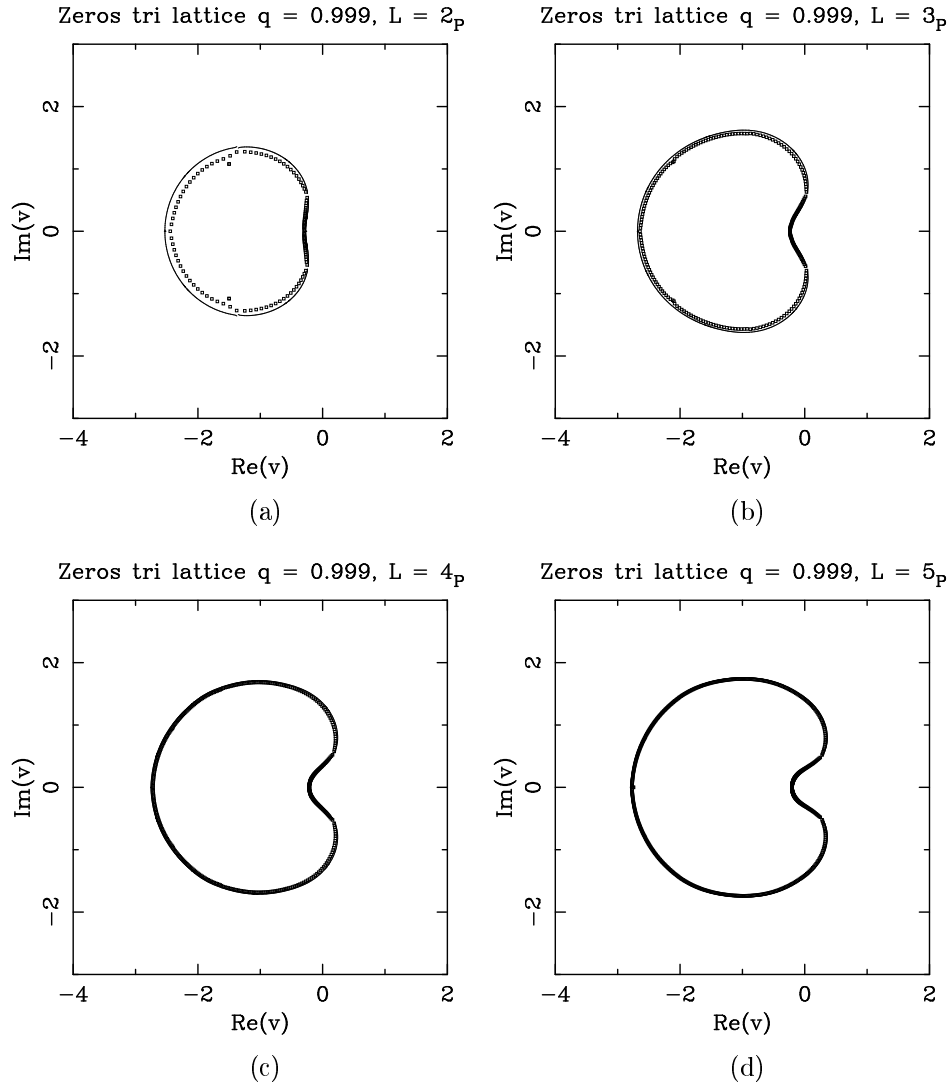 Zeros tri lattice q = 0.999, L = 2P
Zeros tri lattice q = 0.999, L = 3P
Im(v)
2
0
−2
−4
−2
0
2
Re(v)
(a)
Im(v)
2
0
−2
−4
−2
0
2
Re(v)
(b)
Zeros tri lattice q = 0.999, L = 4P
Zeros tri lattice q = 0.999, L = 5P
Im(v)
2
0
−2
−4
−2
0
2
Re(v)
(c)
Im(v)
2
0
−2
−4
−2
0
2
Re(v)
(d)